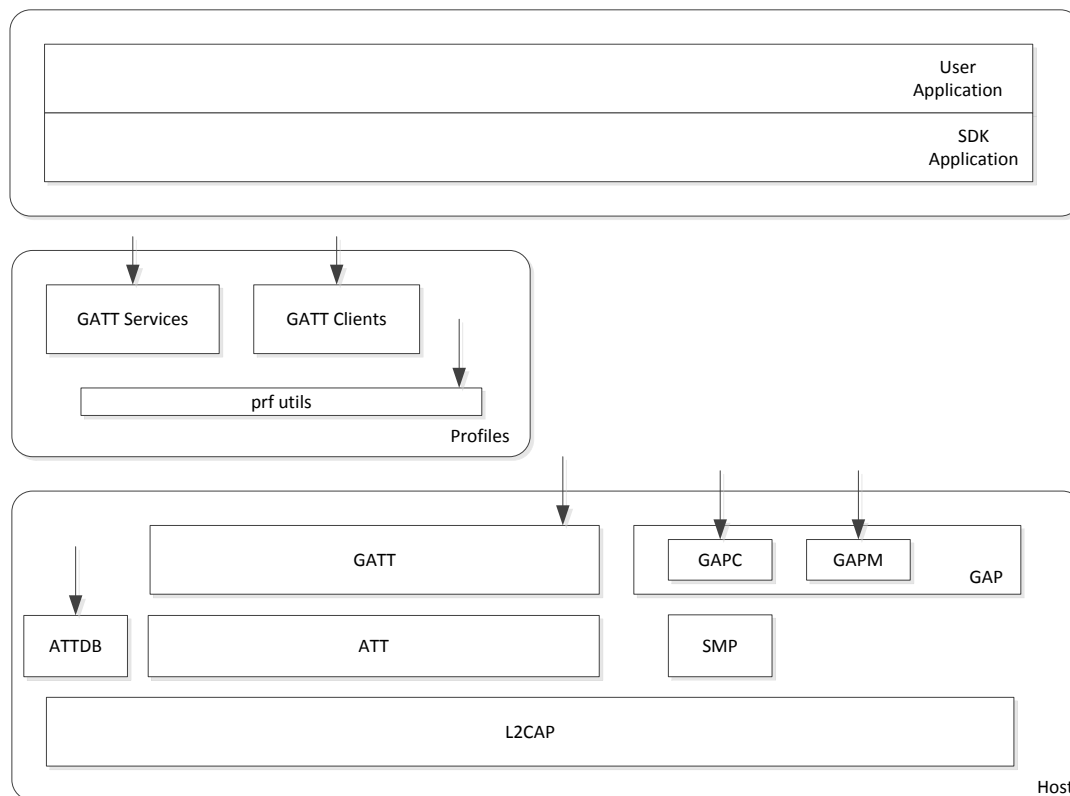 User
Application
SDK
Application
GATT Services
GATT Clients
prf utils
Profiles
GATT
GAPC
GAPM
GAP
ATTDB
ATT
SMP
L2CAP
Host